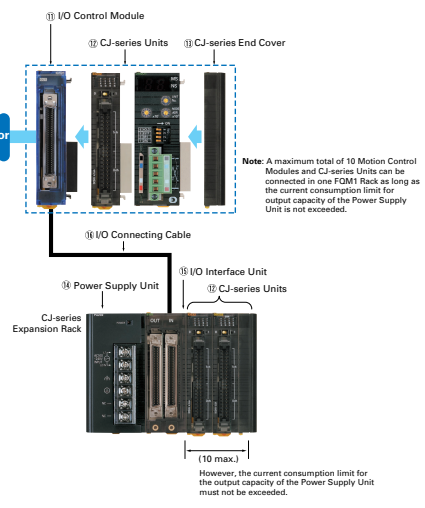 ⑪ I/O Control Module
⑫ CJ-series Units
⑬ CJ-series End Cover
or
Note: A maximum total of 10 Motion Control
Modules and CJ-series Units can be
connected in one FQM1 Rack as long as
the current consumption limit for
output capacity of the Power Supply
Unit is not exceeded.
⑯ I/O Connecting Cable
⑮ I/O Interface Unit
⑭ Power Supply Unit
⑫ CJ-series Units
CJ-series
Expansion Rack
OUT IN
(10 max.)
However, the current consumption limit for
the output capacity of the Power Supply Unit
must not be exceeded.